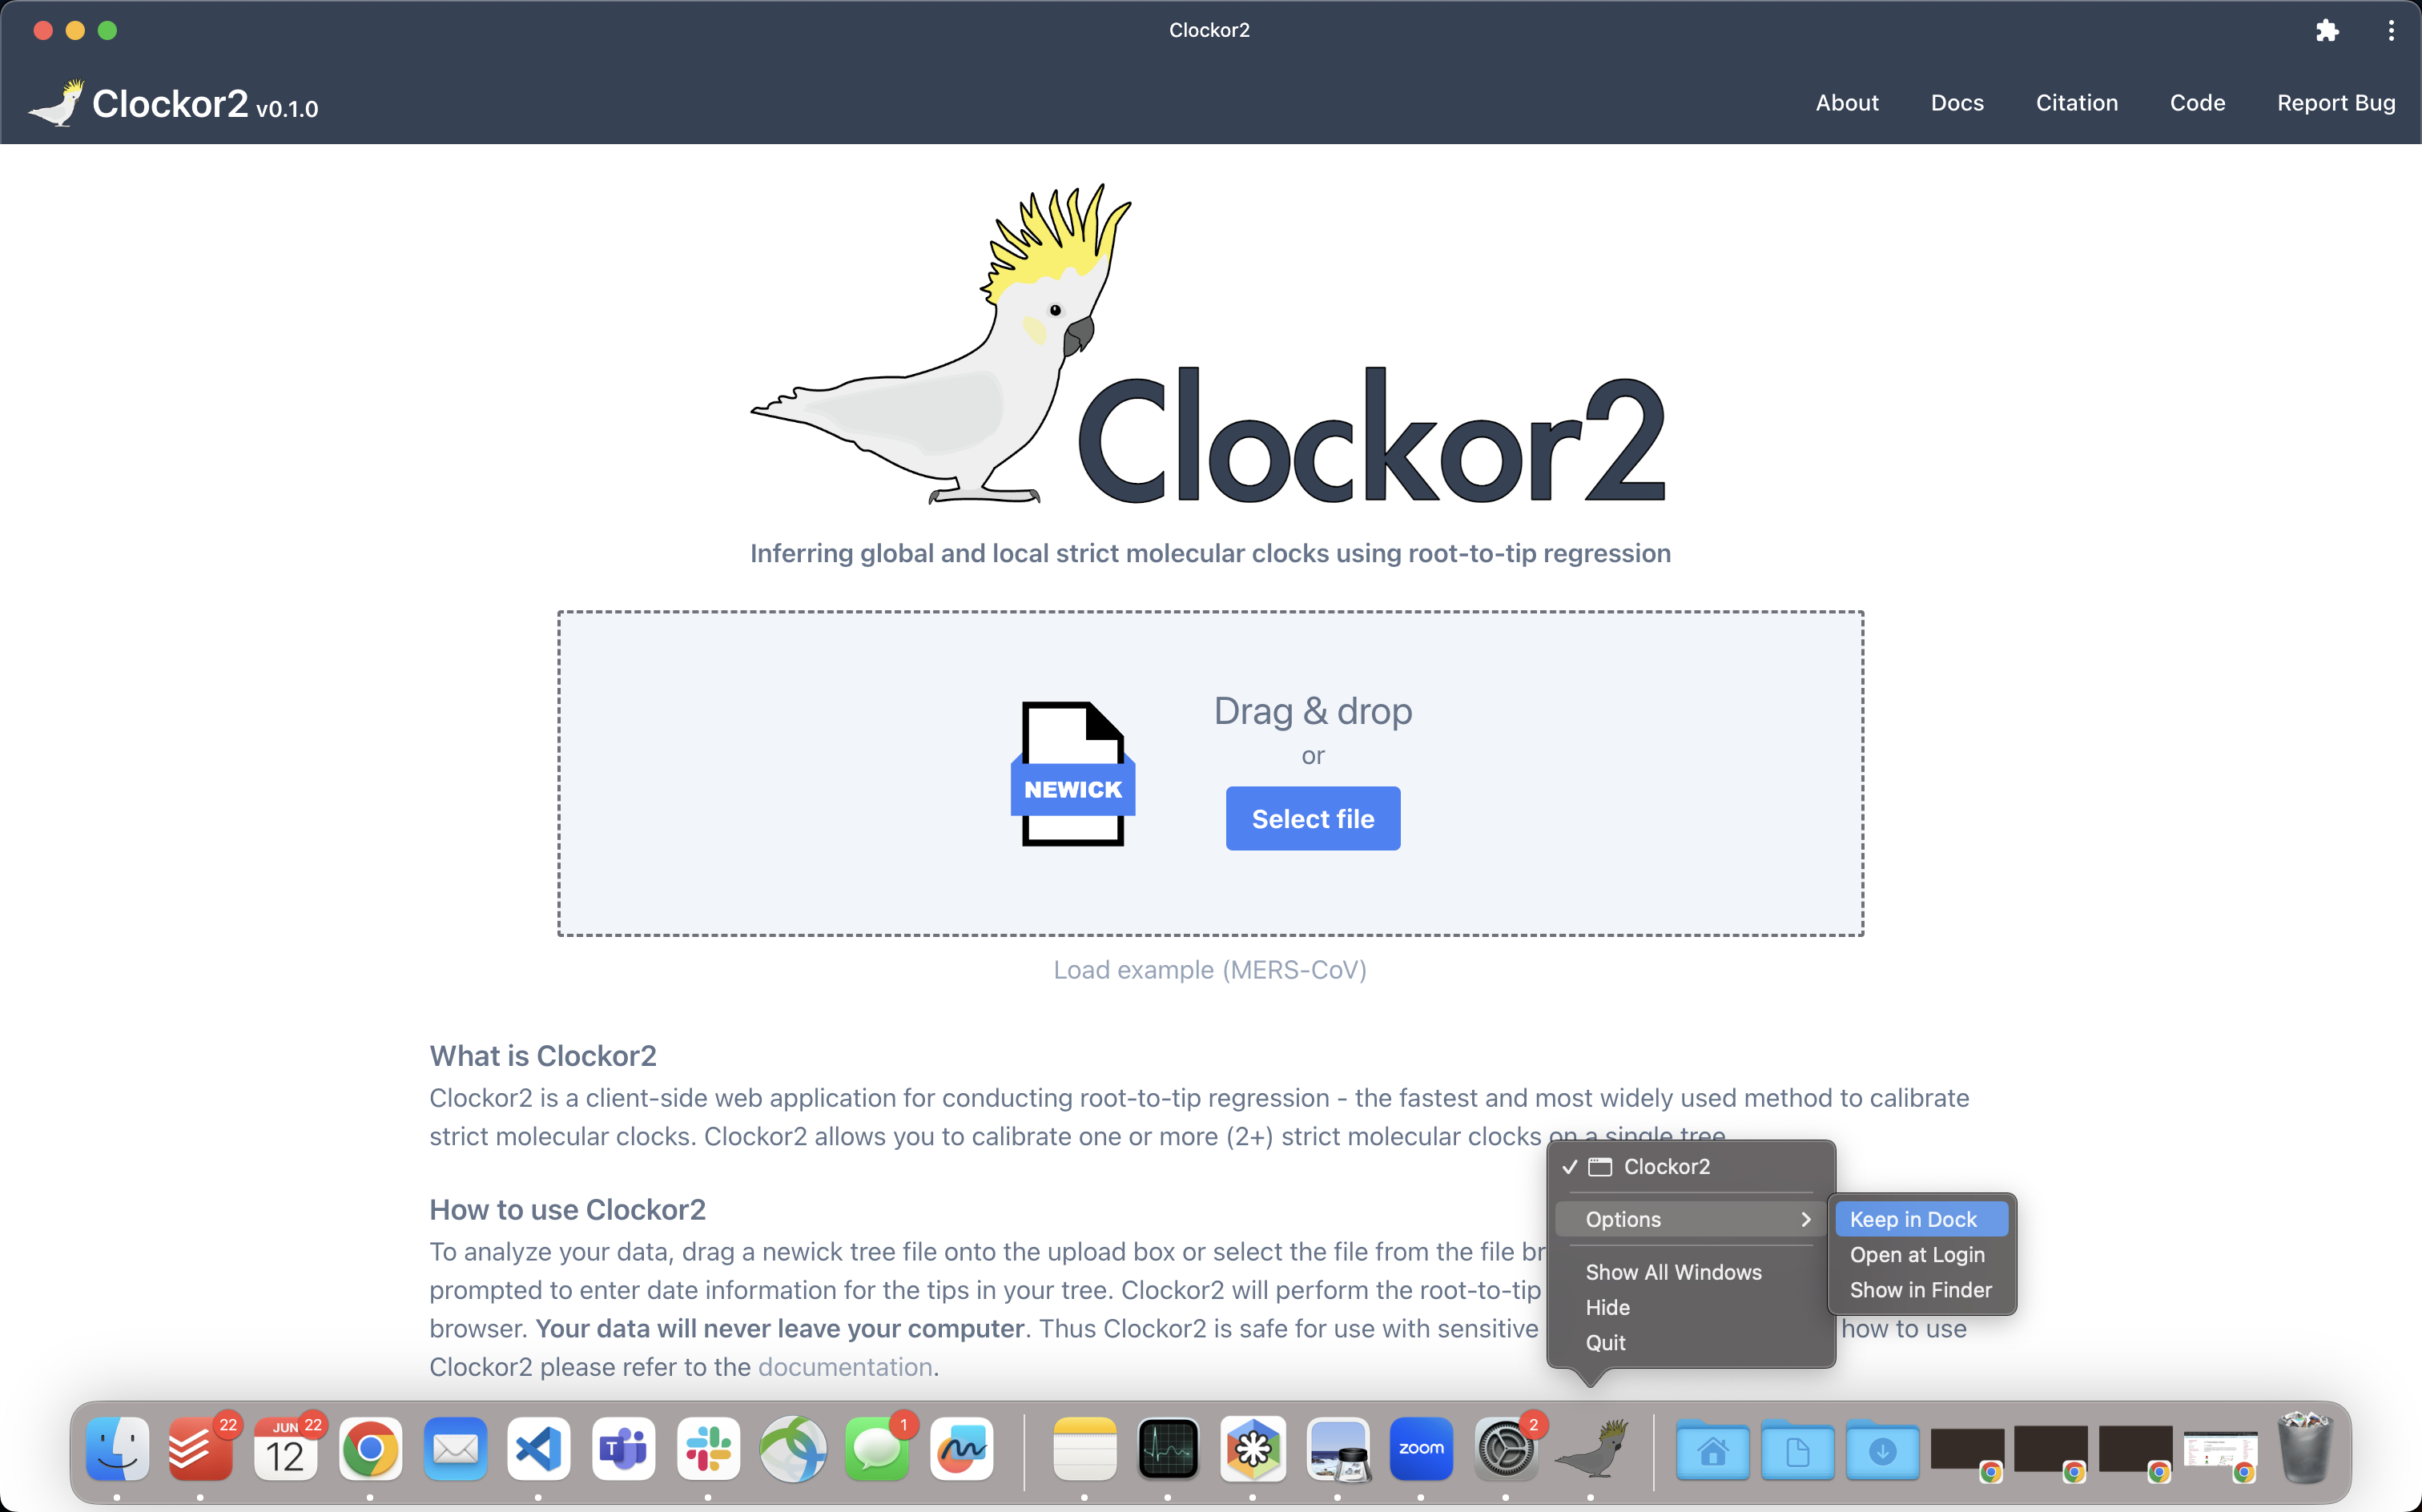 Clockor2
Clockor2 v0.1.0
About Docs Citation Code Report Bug
Clockor2
Inferring global and local strict molecular clocks using root-to-tip regression
NEWICK
Drag & drop
or
Select file
Load example (MERS-CoV)
What is Clockor2
Clockor2 is a client-side web application for conducting root-to-tip regression - the fastest and most widely used method to calibrate
strict molecular clocks. Clockor2 allows you to calibrate one or more (2+) strict molecular clocks on a single tree.
How to use Clockor2
To analyze your data, drag a newick tree file onto the upload box or select the file from the file br
prompted to enter date information for the tips in your tree. Clockor2 will perform the root-to-tip
browser. Your data will never leave your computer. Thus Clockor2 is safe for use with sensitive how to use
Clockor2 please refer to the documentation.
Clockor2
Options
Show All Windows
Hide
Quit
Keep in Dock
Open at Login
Show in Finder
22
JUN 22
12
T
1
zoom
2